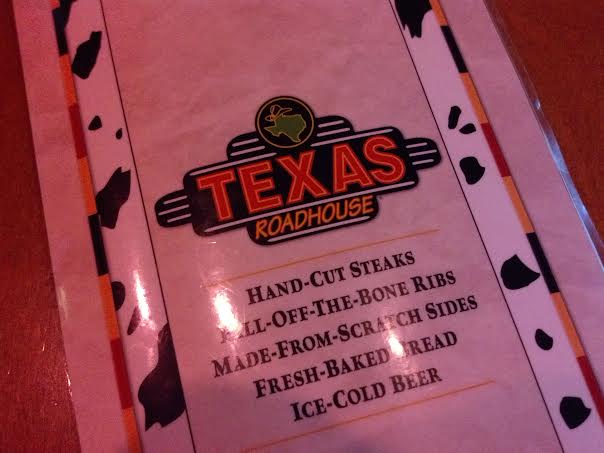 TEXAS
ROADHOUSE
HAND-CUT STEAKS
FALL-OFF-THE-BONE RIBS
MADE-FROM-SCRATCH SIDES
FRESH-BAKED BREAD
ICE-COLD BEER